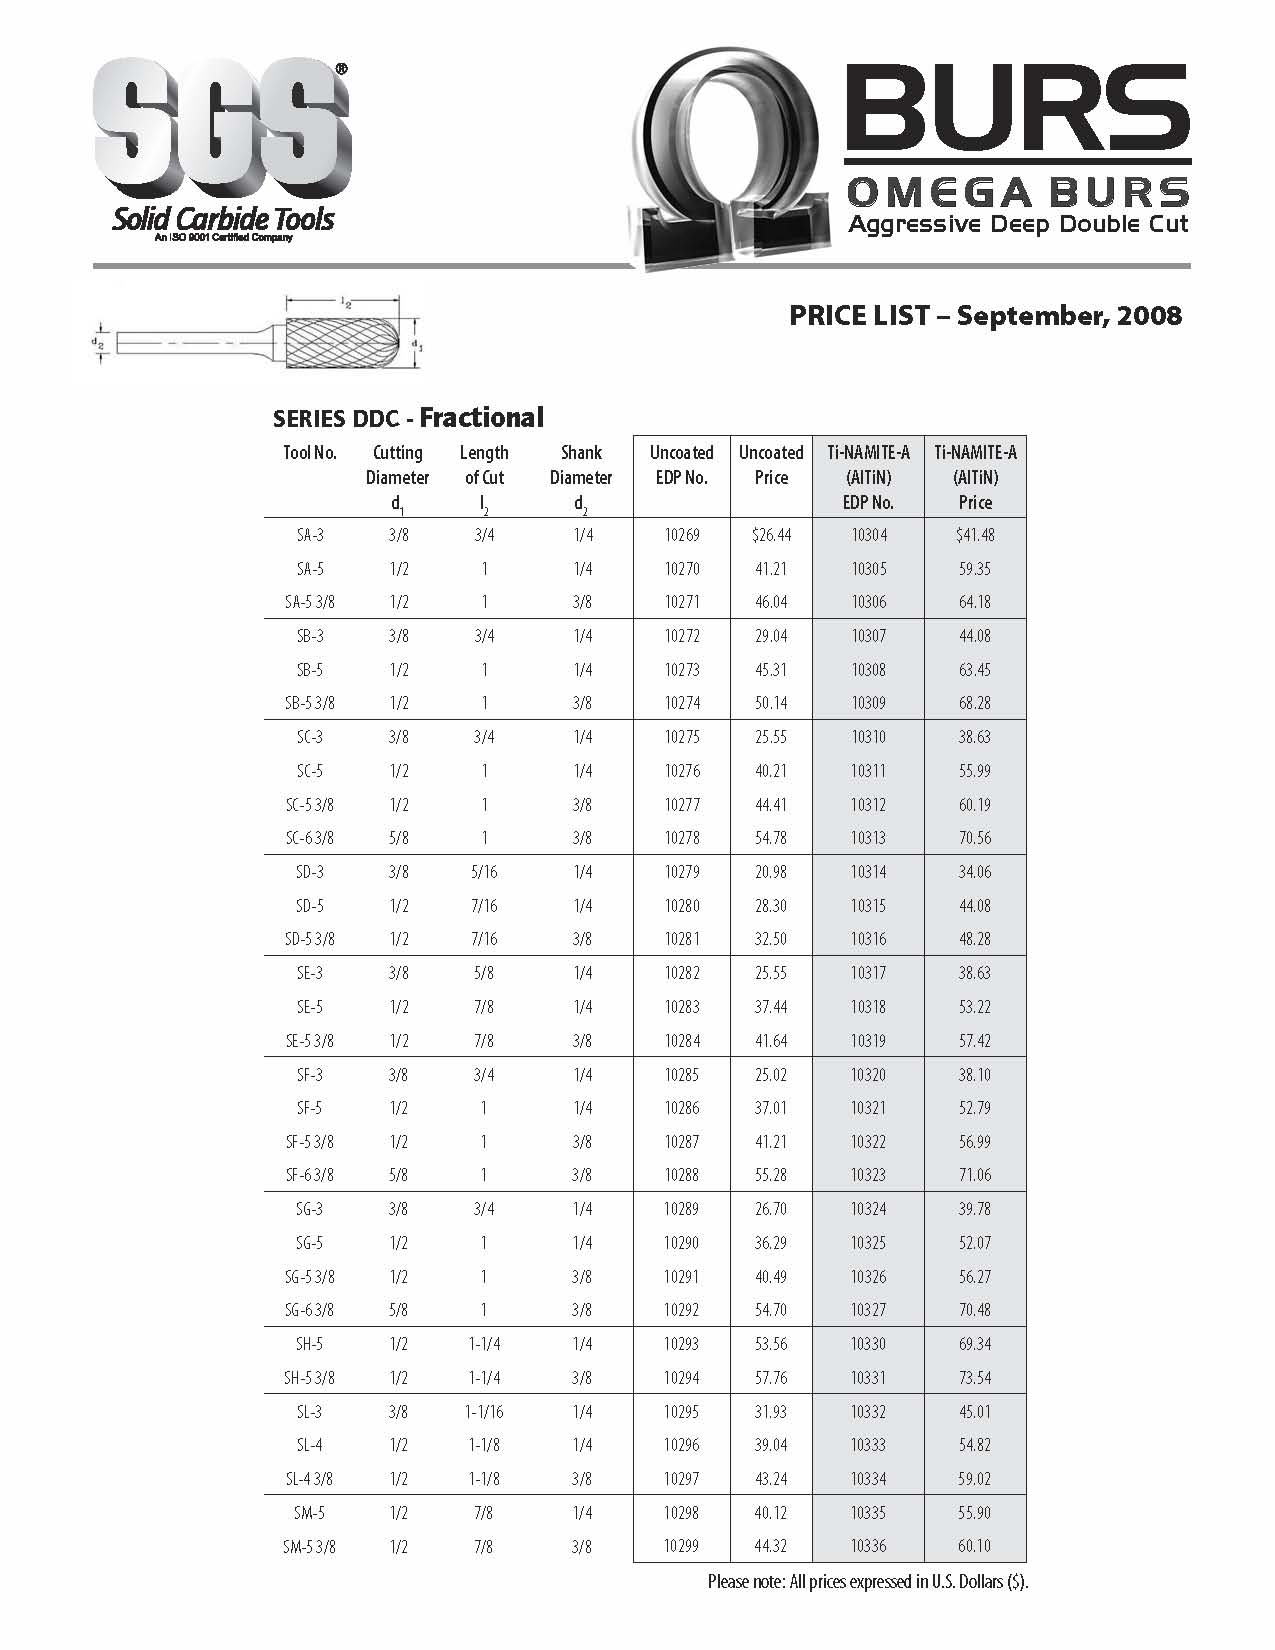 SGS®
Solid Carbide Tools
An ISO 9001 Certified Company
BURS
OMEGA BURS
Aggressive Deep Double Cut
PRICE LIST – September, 2008
l2
d2
d1
SERIES DDC - Fractional
Tool No. Cutting Length Shank Uncoated Uncoated Ti-NAMITE-A Ti-NAMITE-A
Diameter of Cut Diameter EDP No. Price (AlTiN) (AlTiN)
d1 l2 d2 EDP No. Price
SA-3 3/8 3/4 1/4 10269 $26.44 10304 $41.48
SA-5 1/2 1 1/4 10270 41.21 10305 59.35
SA-5 3/8 1/2 1 3/8 10271 46.04 10306 64.18
SB-3 3/8 3/4 1/4 10272 29.04 10307 44.08
SB-5 1/2 1 1/4 10273 45.31 10308 63.45
SB-5 3/8 1/2 1 3/8 10274 50.14 10309 68.28
SC-3 3/8 3/4 1/4 10275 25.55 10310 38.63
SC-5 1/2 1 1/4 10276 40.21 10311 55.99
SC-5 3/8 1/2 1 3/8 10277 44.41 10312 60.19
SC-6 3/8 5/8 1 3/8 10278 54.78 10313 70.56
SD-3 3/8 5/16 1/4 10279 20.98 10314 34.06
SD-5 1/2 7/16 1/4 10280 28.30 10315 44.08
SD-5 3/8 1/2 7/16 3/8 10281 32.50 10316 48.28
SE-3 3/8 5/8 1/4 10282 25.55 10317 38.63
SE-5 1/2 7/8 1/4 10283 37.44 10318 53.22
SE-5 3/8 1/2 7/8 3/8 10284 41.64 10319 57.42
SF-3 3/8 3/4 1/4 10285 25.02 10320 38.10
SF-5 1/2 1 1/4 10286 37.01 10321 52.79
SF-5 3/8 1/2 1 3/8 10287 41.21 10322 56.99
SF-6 3/8 5/8 1 3/8 10288 55.28 10323 71.06
SG-3 3/8 3/4 1/4 10289 26.70 10324 39.78
SG-5 1/2 1 1/4 10290 36.29 10325 52.07
SG-5 3/8 1/2 1 3/8 10291 40.49 10326 56.27
SG-6 3/8 5/8 1 3/8 10292 54.70 10327 70.48
SH-5 1/2 1-1/4 1/4 10293 53.56 10330 69.34
SH-5 3/8 1/2 1-1/4 3/8 10294 57.76 10331 73.54
SL-3 3/8 1-1/16 1/4 10295 31.93 10332 45.01
SL-4 1/2 1-1/8 1/4 10296 39.04 10333 54.82
SL-4 3/8 1/2 1-1/8 3/8 10297 43.24 10334 59.02
SM-5 1/2 7/8 1/4 10298 40.12 10335 55.90
SM-5 3/8 1/2 7/8 3/8 10299 44.32 10336 60.10
Please note: All prices expressed in U.S. Dollars ($).